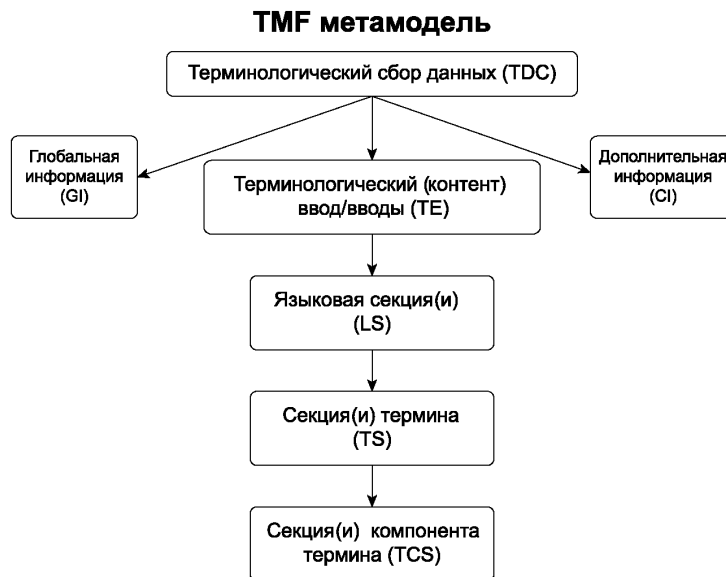 TMF метамодель
Терминологический сбор данных (TDC)
Глобальная
информация
(GI)
Терминологический (контент)
ввод/вводы (TE)
Дополнительная
информация
(CI)
Языковая секция(и)
(LS)
Секция(и) термина
(TS)
Секция(и) компонента
термина (TCS)